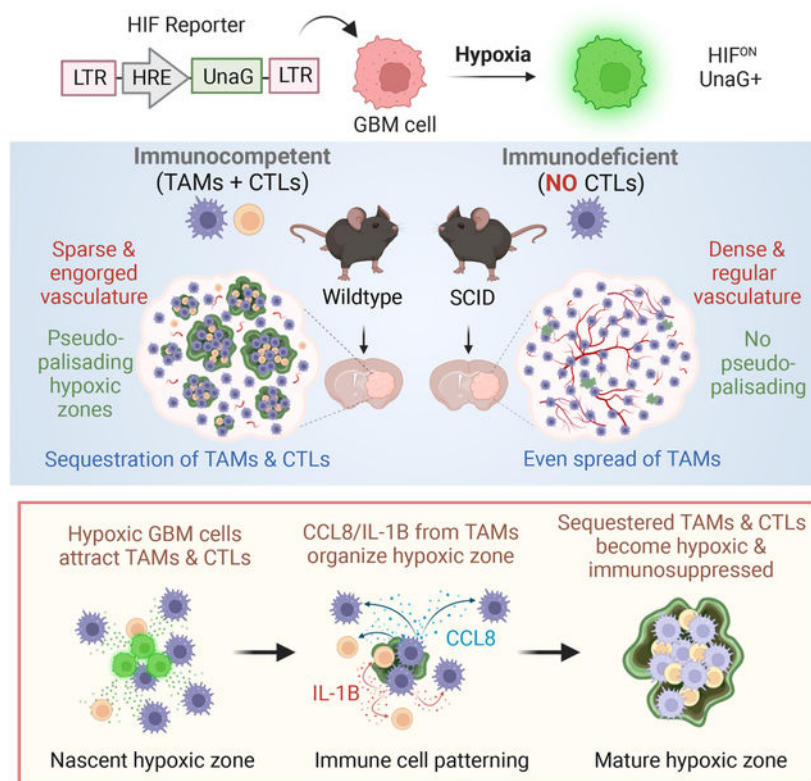 HIF Reporter
LTR
HRE
UnaG
LTR
GBM cell
Hypoxia
HIFᴼᴺ
UnaG+
Immunocompetent
(TAMs + CTLs)
Immunodeficient
(NO CTLs)
Sparse &
engorged
vasculature
Pseudo-
palisading
hypoxic
zones
Wildtype
SCID
Dense &
regular
vasculature
No
pseudo-
palisading
Sequestration of TAMs & CTLs
Even spread of TAMs
Hypoxic GBM cells
attract TAMs & CTLs
CCL8/IL-1B from TAMs
organize hypoxic zone
Sequestered TAMs & CTLs
become hypoxic &
immunosuppressed
CCL8
IL-1B
Nascent hypoxic zone
Immune cell patterning
Mature hypoxic zone